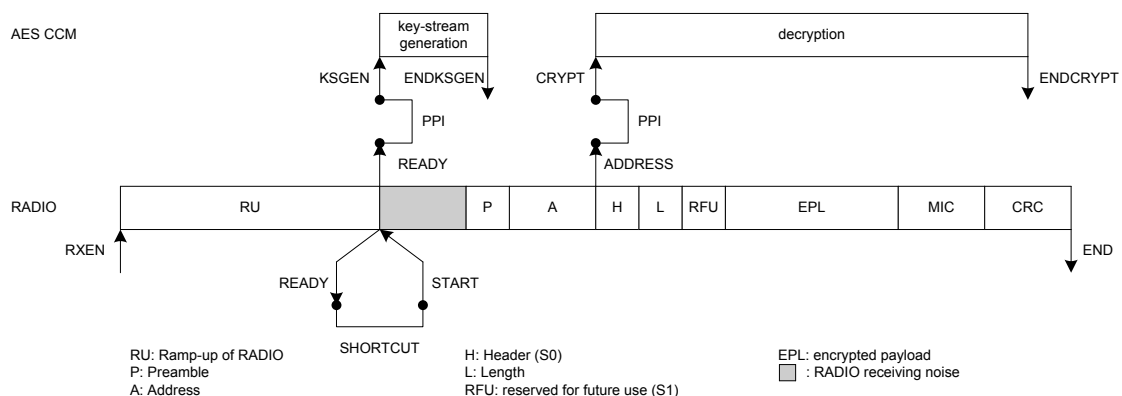 AES CCM
key-stream
generation
decryption
KSGEN
ENDKSGEN
CRYPT
ENDCRYPT
PPI
PPI
READY
ADDRESS
RADIO
RU
P
A
H
L
RFU
EPL
MIC
CRC
RXEN
END
READY
START
SHORTCUT
RU: Ramp-up of RADIO
P: Preamble
A: Address
H: Header (S0)
L: Length
RFU: reserved for future use (S1)
EPL: encrypted payload
: RADIO receiving noise